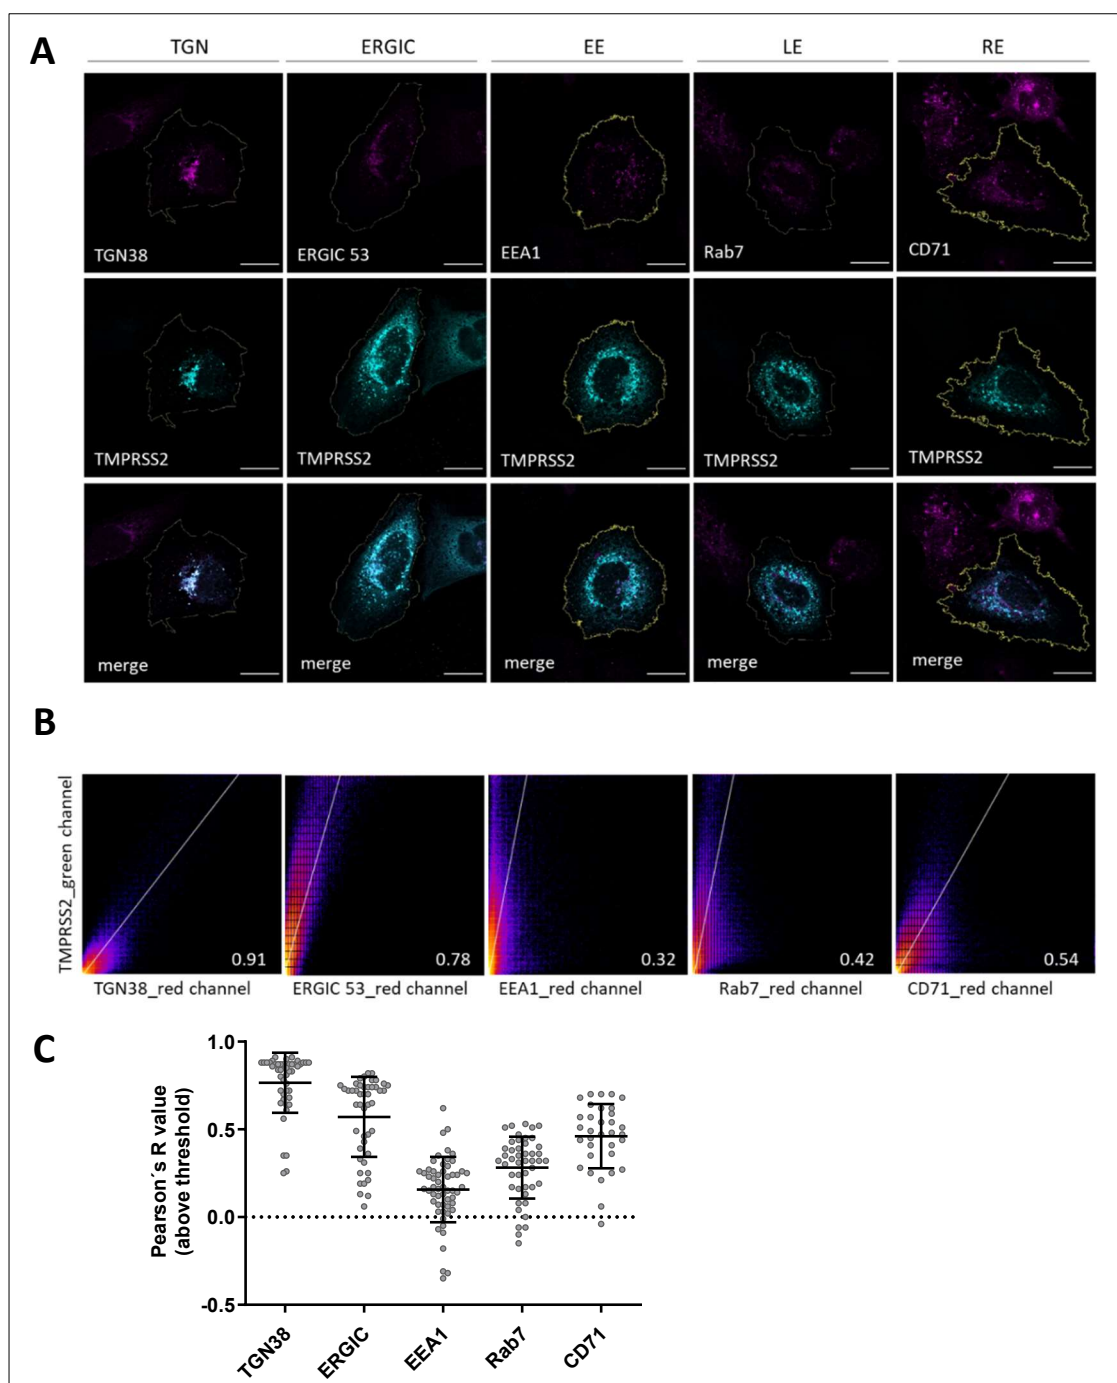 A
TGN ERGIC EE LE RE
TGN38 ERGIC 53 EEA1 Rab7 CD71
TMPRSS2 TMPRSS2 TMPRSS2 TMPRSS2 TMPRSS2
merge merge merge merge merge
B
TMPRSS2_green channel
0.91 0.78 0.32 0.42 0.54
TGN38_red channel ERGIC 53_red channel EEA1_red channel Rab7_red channel CD71_red channel
C
Pearson´s R value
(above threshold)
1.0
0.5
0.0
-0.5
TGN38 ERGIC EEA1 Rab7 CD71